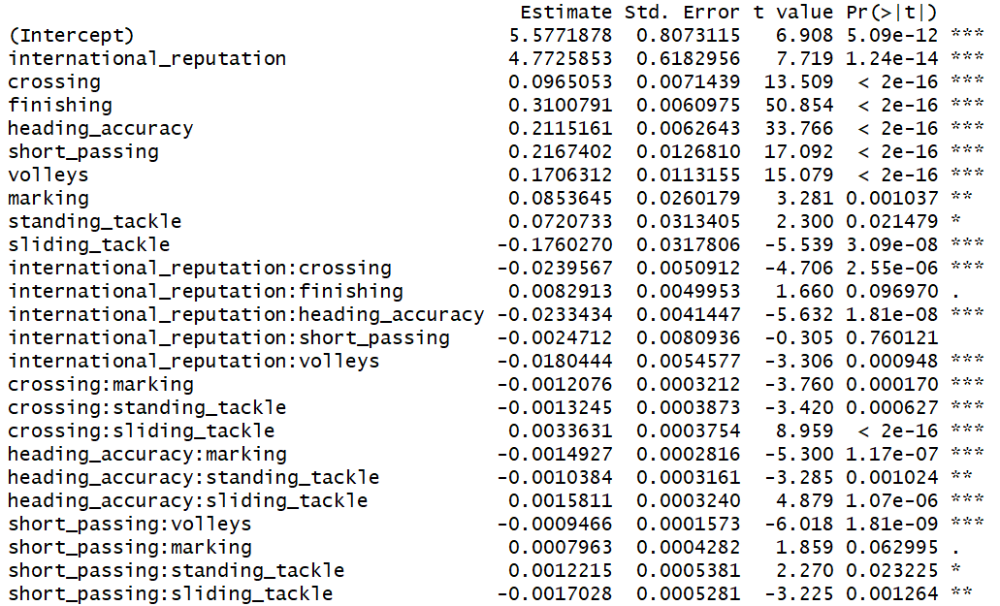 Estimate Std. Error t value Pr(>|t|)
(Intercept) 5.5771878 0.8073115 6.908 5.09e-12 ***
international_reputation 4.7725853 0.6182956 7.719 1.24e-14 ***
crossing 0.0965053 0.0071439 13.509 < 2e-16 ***
finishing 0.3100791 0.0060975 50.854 < 2e-16 ***
heading_accuracy 0.2115161 0.0062643 33.766 < 2e-16 ***
short_passing 0.2167402 0.0126810 17.092 < 2e-16 ***
volleys 0.1706312 0.0113155 15.079 < 2e-16 ***
marking 0.0853645 0.0260179 3.281 0.001037 **
standing_tackle 0.0720733 0.0313405 2.300 0.021479 *
sliding_tackle -0.1760270 0.0317806 -5.539 3.09e-08 ***
international_reputation:crossing -0.0239567 0.0050912 -4.706 2.55e-06 ***
international_reputation:finishing 0.0082913 0.0049953 1.660 0.096970 .
international_reputation:heading_accuracy -0.0233434 0.0041447 -5.632 1.81e-08 ***
international_reputation:short_passing -0.0024712 0.0080936 -0.305 0.760121
international_reputation:volleys -0.0180444 0.0054577 -3.306 0.000948 ***
crossing:marking -0.0012076 0.0003212 -3.760 0.000170 ***
crossing:standing_tackle -0.0013245 0.0003873 -3.420 0.000627 ***
crossing:sliding_tackle 0.0033631 0.0003754 8.959 < 2e-16 ***
heading_accuracy:marking -0.0014927 0.0002816 -5.300 1.17e-07 ***
heading_accuracy:standing_tackle -0.0010384 0.0003161 -3.285 0.001024 **
heading_accuracy:sliding_tackle 0.0015811 0.0003240 4.879 1.07e-06 ***
short_passing:volleys -0.0009466 0.0001573 -6.018 1.81e-09 ***
short_passing:marking 0.0007963 0.0004282 1.859 0.062995 .
short_passing:standing_tackle 0.0012215 0.0005381 2.270 0.023225 *
short_passing:sliding_tackle -0.0017028 0.0005281 -3.225 0.001264 **